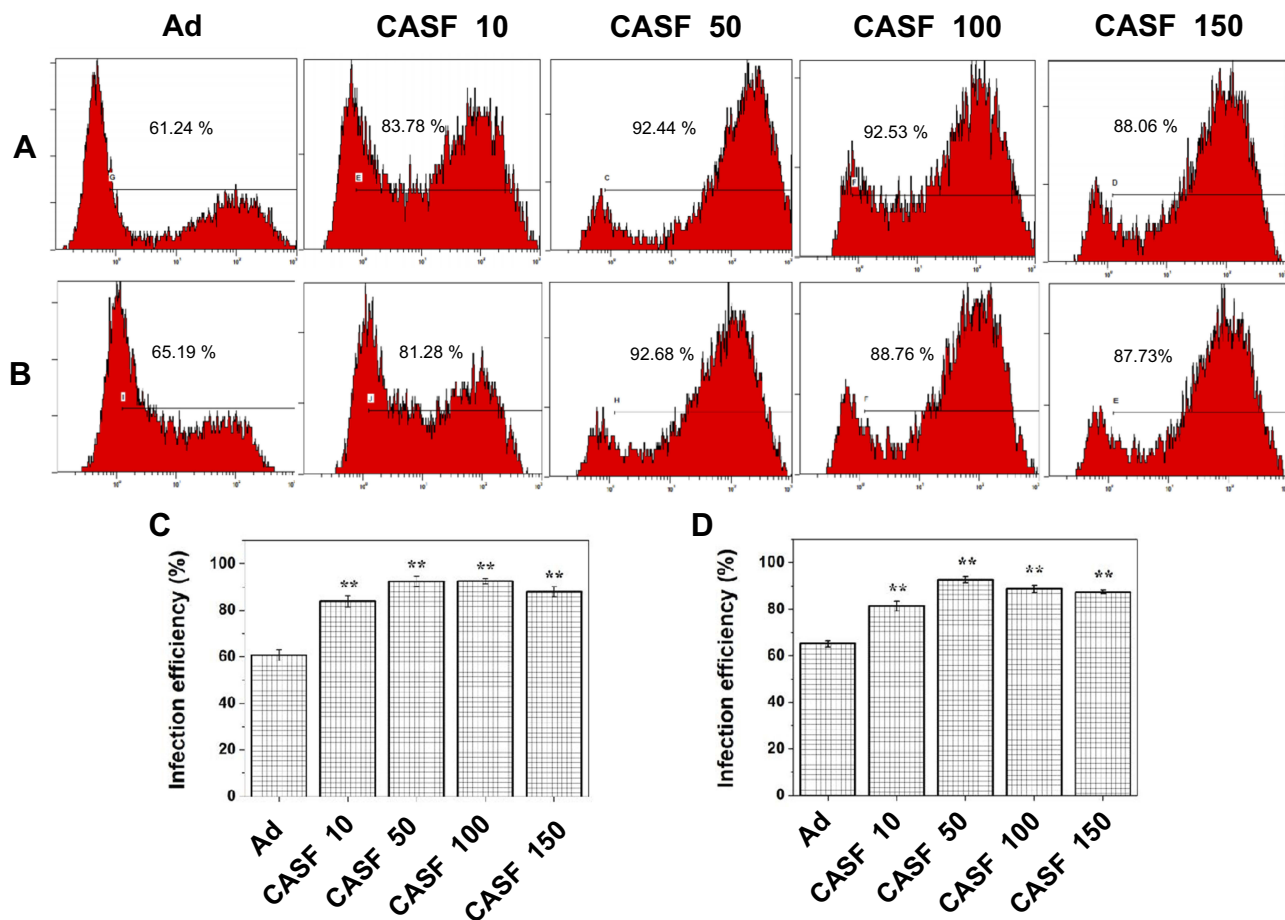 Ad CASF 10 CASF 50 CASF 100 CASF 150
A
61.24 % 83.78 % 92.44 % 92.53 % 88.06 %
G E C F D
B
65.19 % 81.28 % 92.68 % 88.76 % 87.73%
I J H F E
C
Infection efficiency (%)
100
80
60
40
20
0
** ** ** **
Ad CASF 10 CASF 50 CASF 100 CASF 150
D
Infection efficiency (%)
100
80
60
40
20
0
** ** ** **
Ad CASF 10 CASF 50 CASF 100 CASF 150